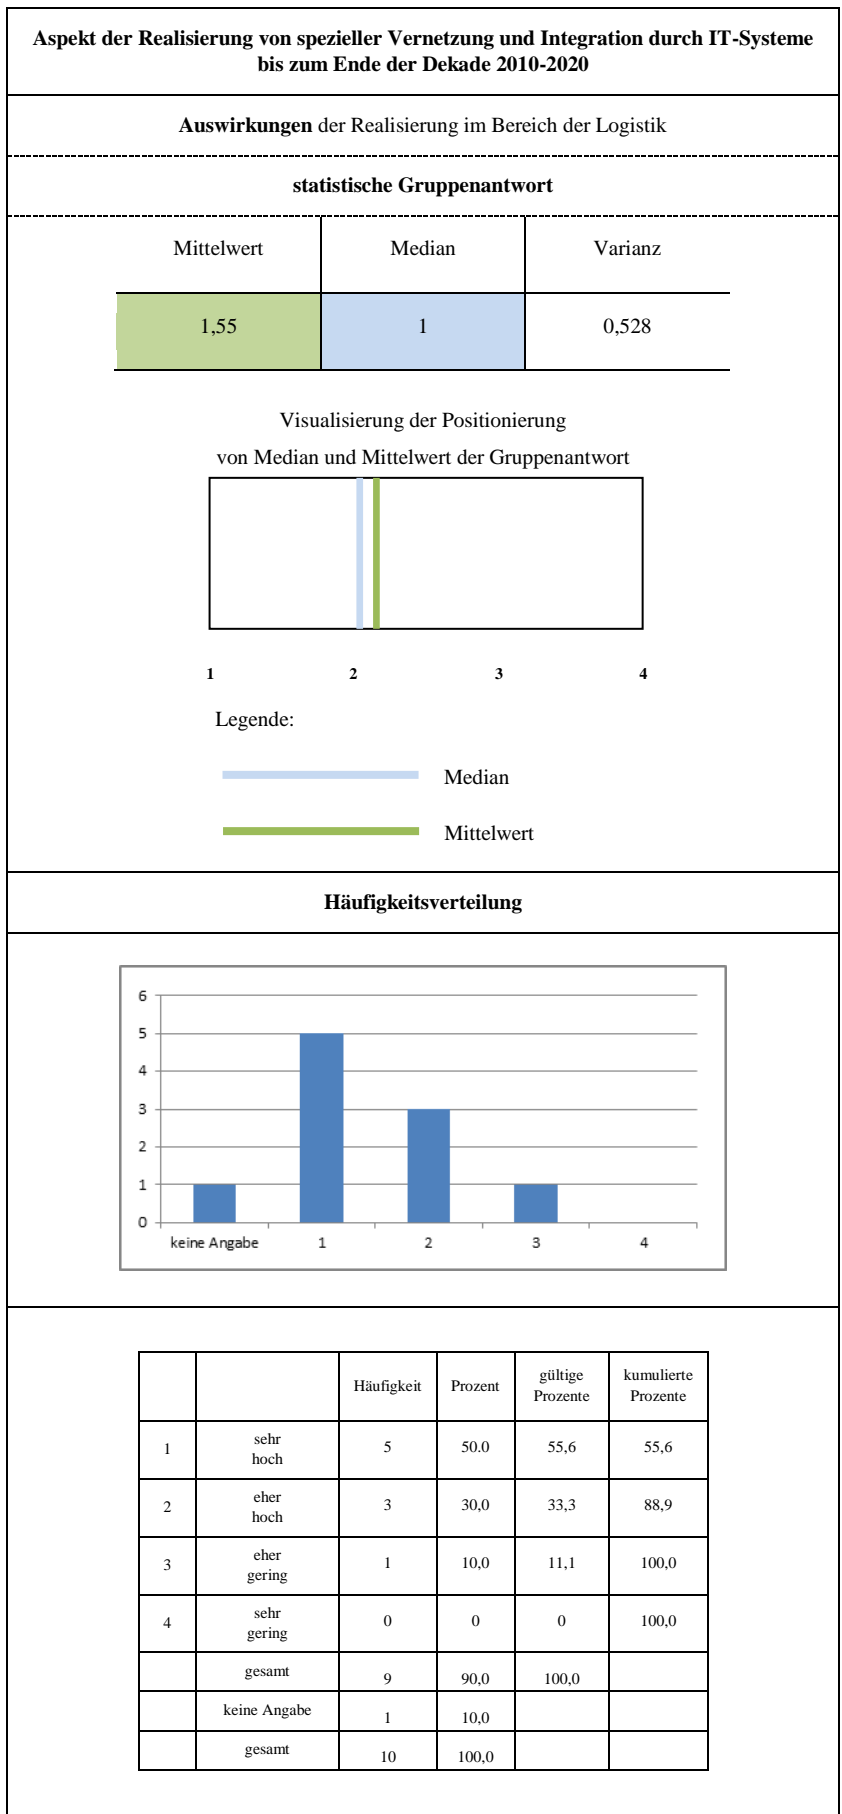 Aspekt der Realisierung von spezieller Vernetzung und Integration durch IT-Systeme
bis zum Ende der Dekade 2010-2020
Auswirkungen der Realisierung im Bereich der Logistik
statistische Gruppenantwort
Mittelwert Median Varianz
1,55 1 0,528
Visualisierung der Positionierung
von Median und Mittelwert der Gruppenantwort
1 2 3 4
Legende:
Median
Mittelwert
Häufigkeitsverteilung
6
5
4
3
2
1
0
keine Angabe 1 2 3 4
Häufigkeit Prozent gültige Prozente kumulierte Prozente
1 sehr hoch 5 50.0 55,6 55,6
2 eher hoch 3 30,0 33,3 88,9
3 eher gering 1 10,0 11,1 100,0
4 sehr gering 0 0 0 100,0
gesamt 9 90,0 100,0
keine Angabe 1 10,0
gesamt 10 100,0